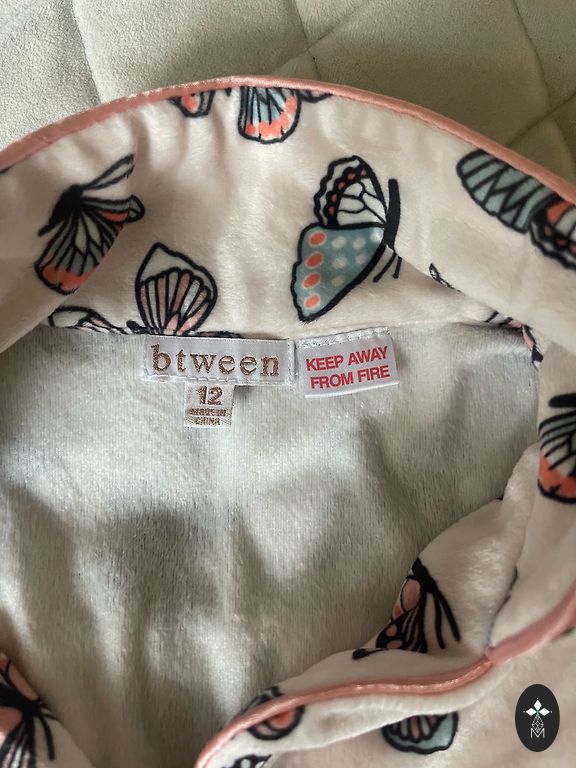 btween
KEEP AWAY
FROM FIRE
12
MADE IN
CHINA